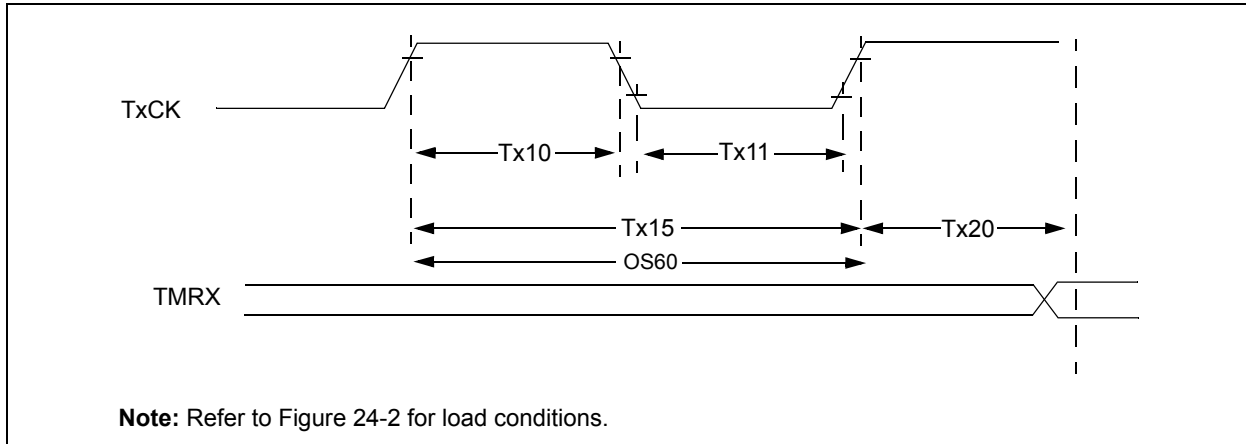 TxCK
Tx10
Tx11
Tx15
Tx20
OS60
TMRX
Note: Refer to Figure 24-2 for load conditions.